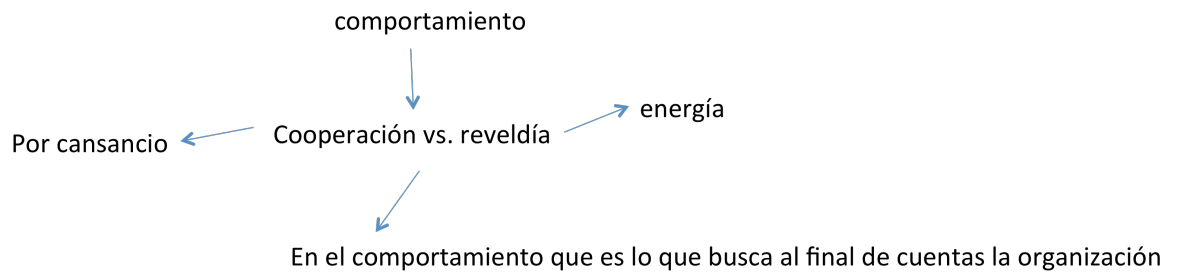 comportamiento
energía
Cooperación vs. reveldía
Por cansancio
En el comportamiento que es lo que busca al final de cuentas la organización